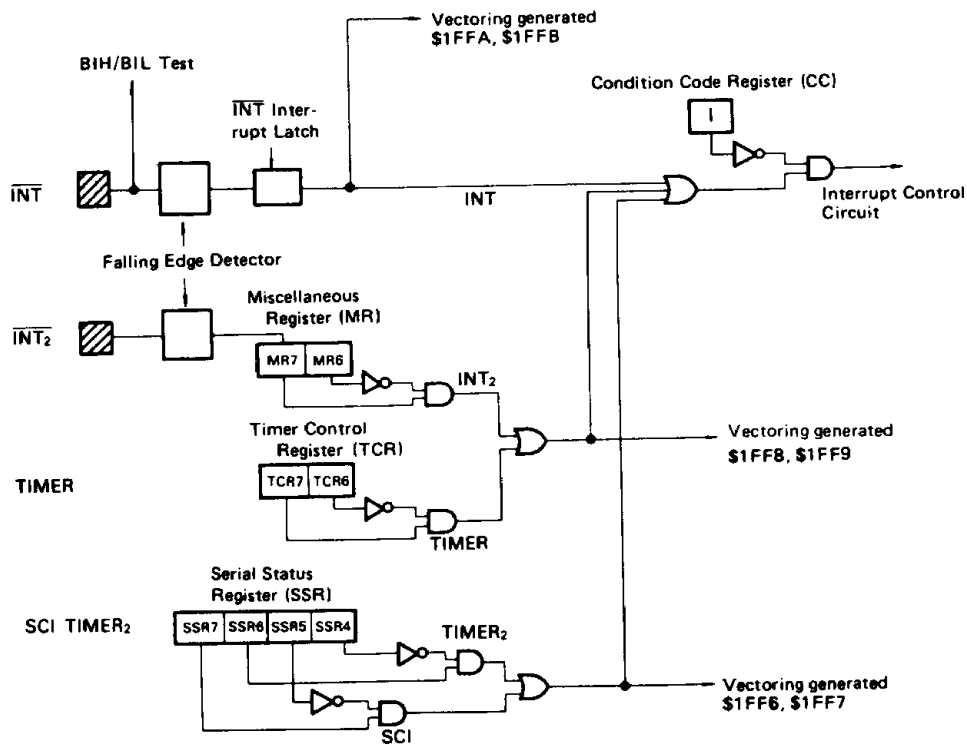 Vectoring generated
$1FFA, $1FFB
BIH/BIL Test
Condition Code Register (CC)
INT Inter-
rupt Latch
I
INT
INT
Interrupt Control
Circuit
Falling Edge Detector
Miscellaneous
Register (MR)
INT2
MR7 MR6
INT2
Timer Control
Register (TCR)
Vectoring generated
$1FF8, $1FF9
TIMER
TCR7 TCR6
TIMER
Serial Status
Register (SSR)
SCI TIMER2
SSR7 SSR6 SSR5 SSR4
TIMER2
Vectoring generated
$1FF6, $1FF7
SCI